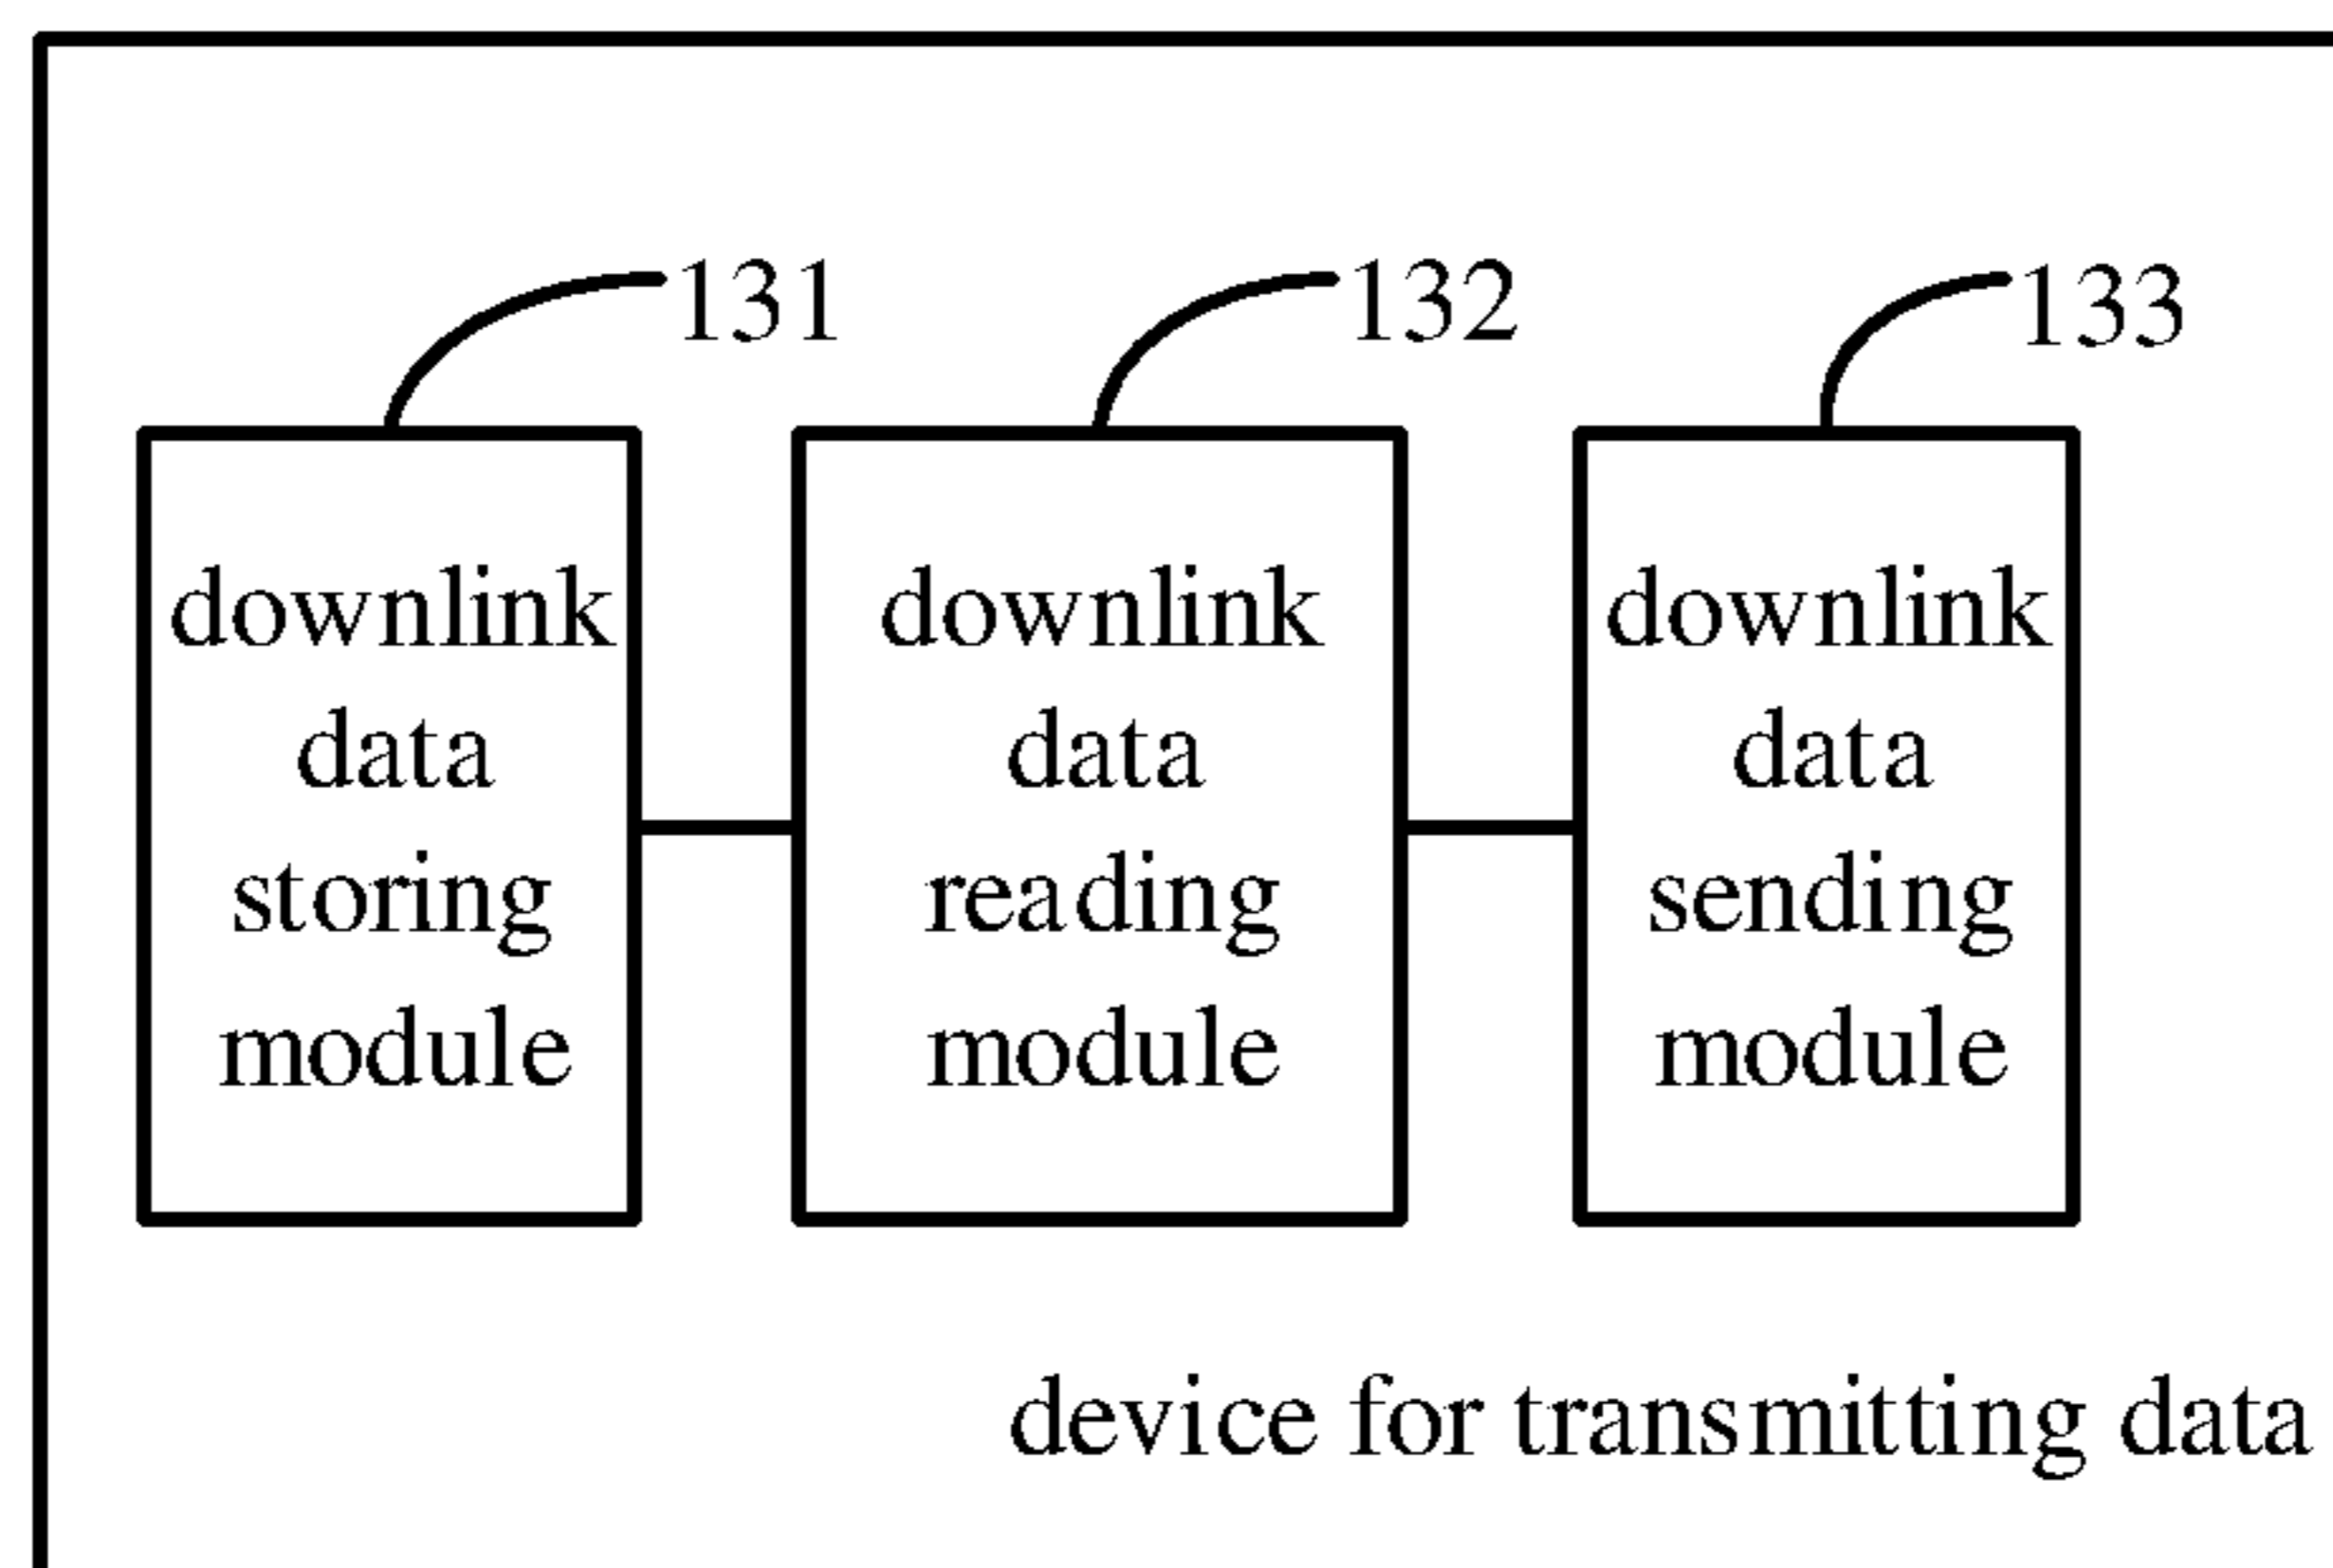 131
132
133
downlink
data
storing
module
downlink
data
reading
module
downlink
data
sending
module
device for transmitting data